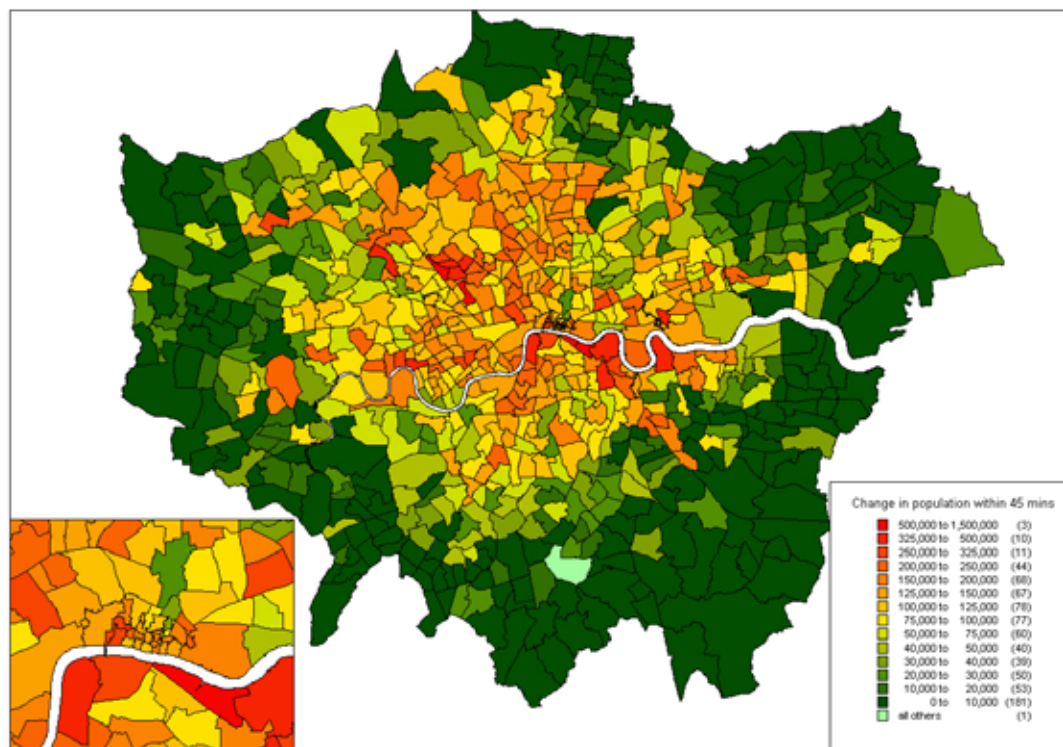 Change in population within 45 mins
500,000 to 1,500,000 (3)
325,000 to 500,000 (10)
250,000 to 325,000 (11)
200,000 to 250,000 (44)
150,000 to 200,000 (68)
125,000 to 150,000 (67)
100,000 to 125,000 (78)
75,000 to 100,000 (77)
50,000 to 75,000 (60)
40,000 to 50,000 (40)
30,000 to 40,000 (39)
20,000 to 30,000 (50)
10,000 to 20,000 (53)
0 to 10,000 (181)
all others (1)